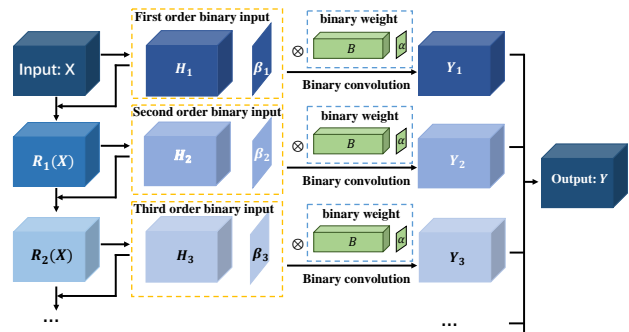 First order binary input
binary weight
Input: X
H₁
β₁
⊗
B
α
Y₁
Binary convolution
Second order binary input
binary weight
R₁(X)
H₂
β₂
⊗
B
α
Y₂
Binary convolution
Output: Y
Third order binary input
binary weight
R₂(X)
H₃
β₃
⊗
B
α
Y₃
Binary convolution
...
...